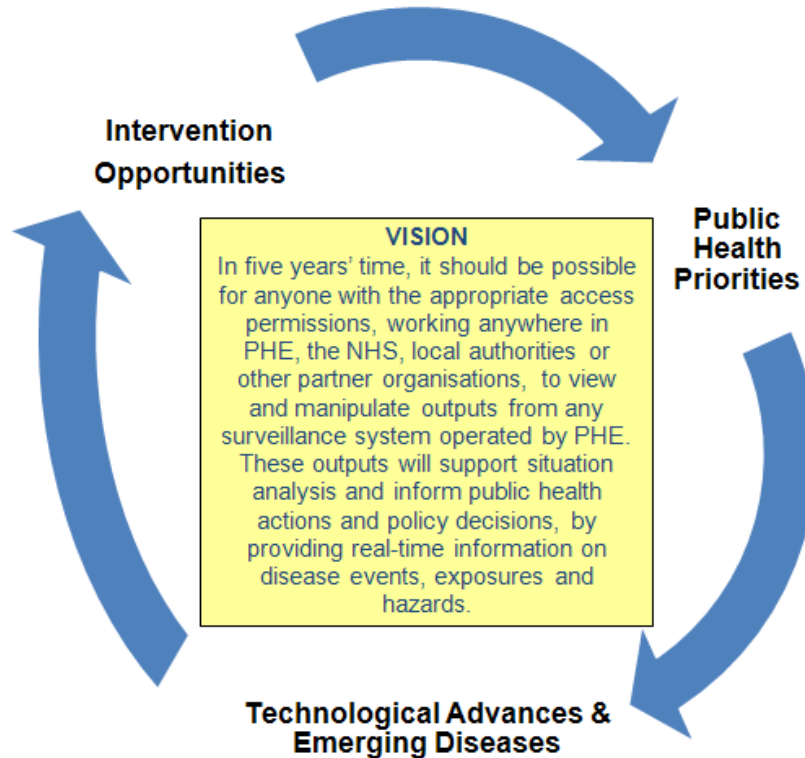 Intervention
Opportunities
Public
Health
Priorities
VISION
In five years' time, it should be possible
for anyone with the appropriate access
permissions, working anywhere in
PHE, the NHS, local authorities or
other partner organisations, to view
and manipulate outputs from any
surveillance system operated by PHE.
These outputs will support situation
analysis and inform public health
actions and policy decisions, by
providing real-time information on
disease events, exposures and
hazards.
Technological Advances &
Emerging Diseases